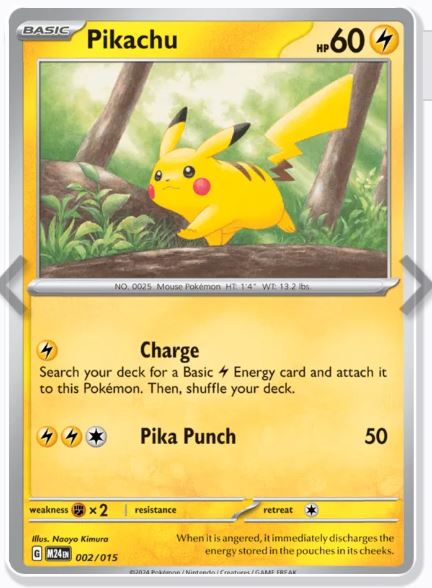 BASIC Pikachu HP 60
NO. 0025 Mouse Pokémon HT: 1'4" WT: 13.2 lbs.
Charge
Search your deck for a Basic Energy card and attach it
to this Pokémon. Then, shuffle your deck.
Pika Punch 50
weakness ×2 resistance retreat
Illus. Naoyo Kimura
G M24 EN 002/015
When it is angered, it immediately discharges the
energy stored in the pouches in its cheeks.
©2024 Pokémon / Nintendo / Creatures / GAME FREAK